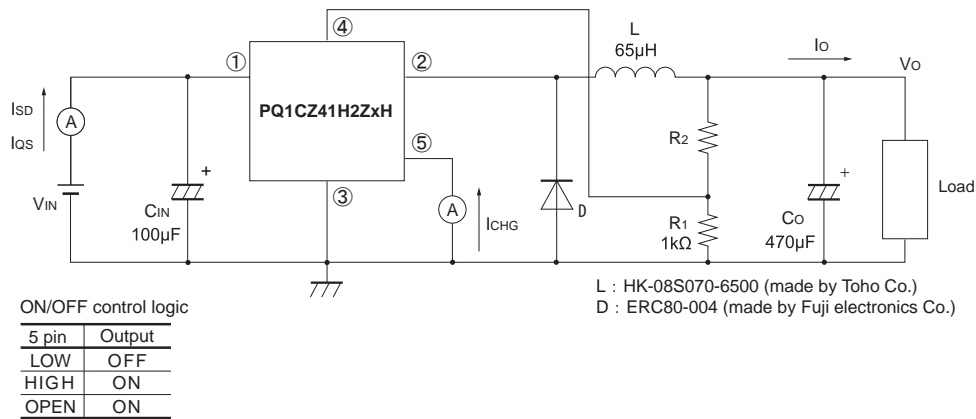 ④
L
65µH
IO
①
②
VO
PQ1CZ41H2ZxH
ISD
A
IQS
R2
⑤
+
+
Load
VIN
CIN
100µF
③
A
ICHG
D
R1
1kΩ
CO
470µF
L : HK-08S070-6500 (made by Toho Co.)
D : ERC80-004 (made by Fuji electronics Co.)
ON/OFF control logic
5 pin Output
LOW OFF
HIGH ON
OPEN ON